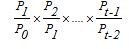 P₁/P₀ × P₂/P₁ × .... × Pₜ₋₁/Pₜ₋₂